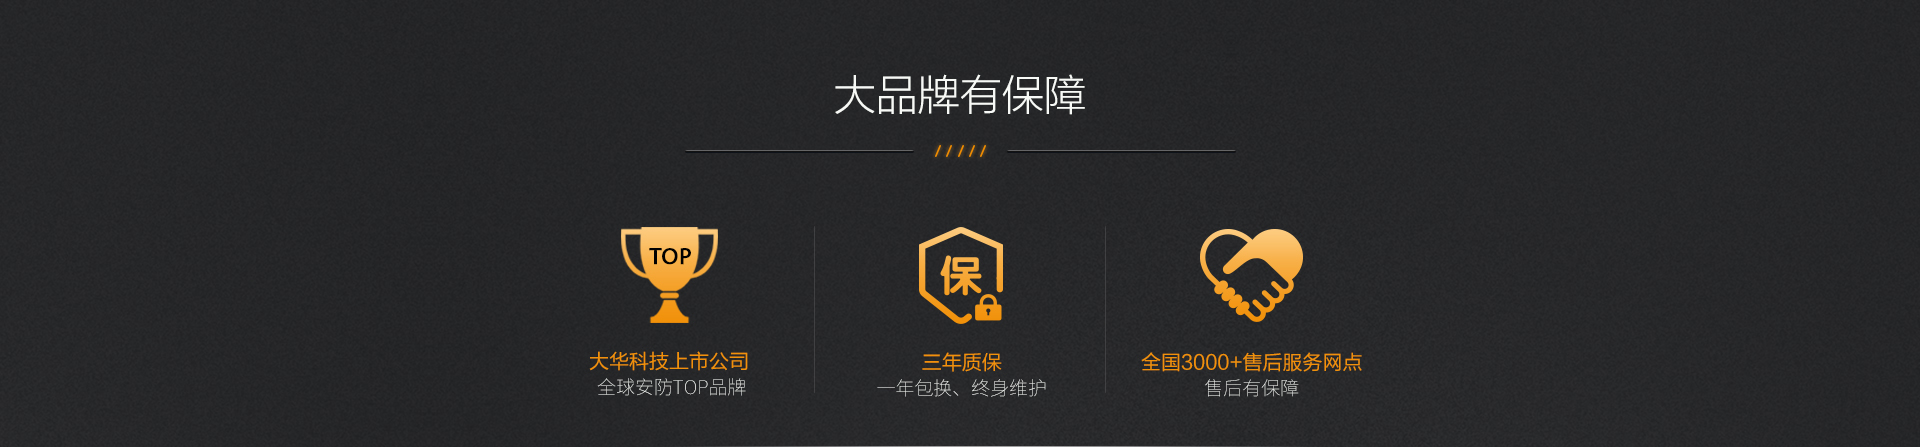 大品牌有保障
TOP
保
大华科技上市公司
全球安防TOP品牌
三年质保
一年包换、终身维护
全国3000+售后服务网点
售后有保障